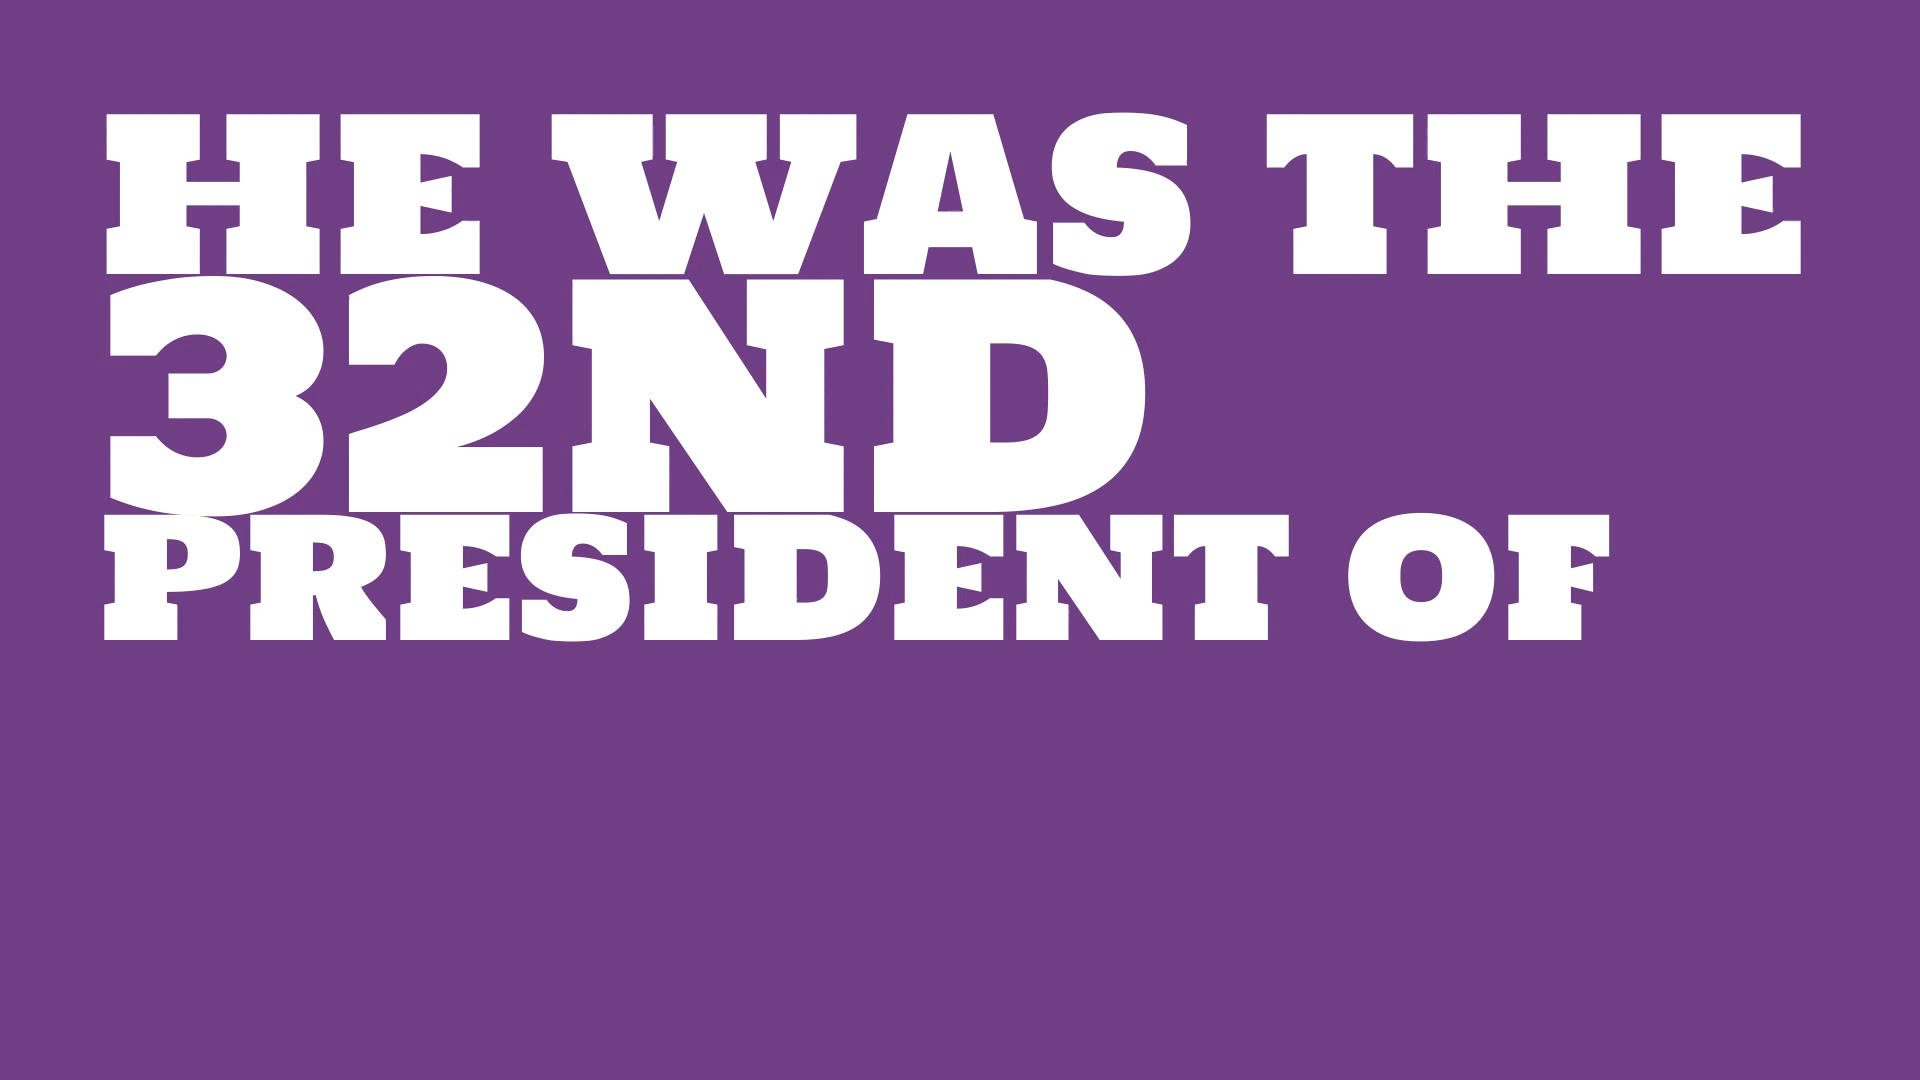 HE WAS THE
32ND
PRESIDENT OF